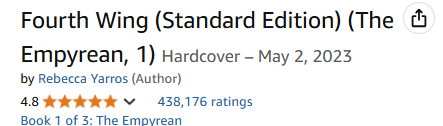 Fourth Wing (Standard Edition) (The
Empyrean, 1) Hardcover – May 2, 2023
by Rebecca Yarros (Author)
4.8 438,176 ratings
Book 1 of 3: The Empyrean